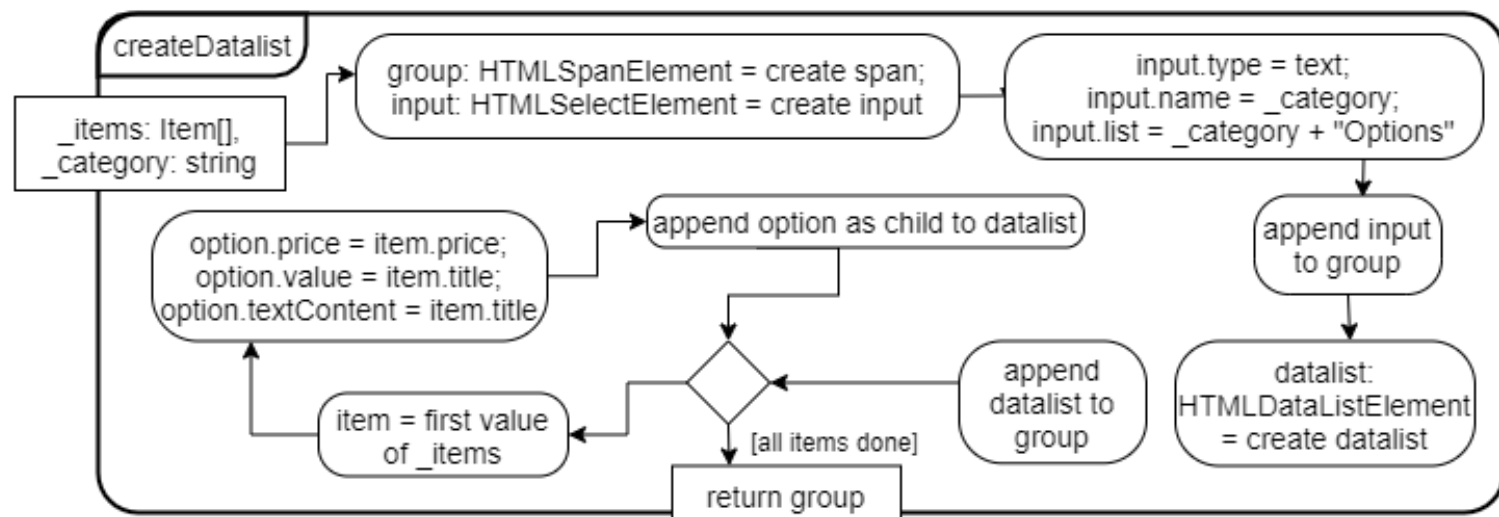 createDatalist
_items: Item[],
_category: string
group: HTMLSpanElement = create span;
input: HTMLSelectElement = create input
input.type = text;
input.name = _category;
input.list = _category + "Options"
append input
to group
datalist:
HTMLDataListElement
= create datalist
append
datalist to
group
item = first value
of _items
option.price = item.price;
option.value = item.title;
option.textContent = item.title
append option as child to datalist
[all items done]
return group